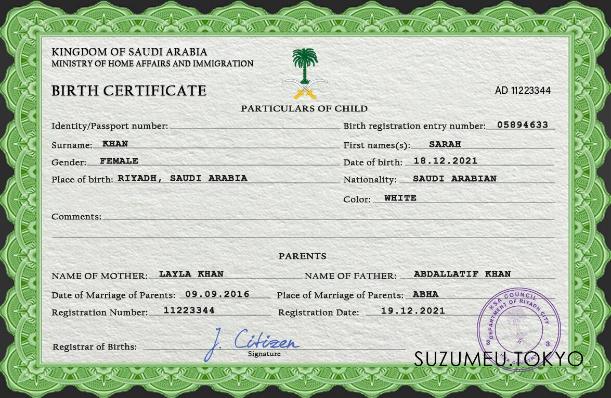 KINGDOM OF SAUDI ARABIA
MINISTRY OF HOME AFFAIRS AND IMMIGRATION
BIRTH CERTIFICATE
AD 11223344
PARTICULARS OF CHILD
Identity/Passport number:
Birth registration entry number: 05894633
Surname: KHAN
First names(s): SARAH
Gender: FEMALE
Date of birth: 18.12.2021
Place of birth: RIYADH, SAUDI ARABIA
Nationality: SAUDI ARABIAN
Color: WHITE
Comments:
PARENTS
NAME OF MOTHER: LAYLA KHAN
NAME OF FATHER: ABDALLATIF KHAN
Date of Marriage of Parents: 09.09.2016
Place of Marriage of Parents: ABHA
Registration Number: 11223344
Registration Date: 19.12.2021
KSA COUNCIL
DEPARTMENT OF RIYADH CITY
Registrar of Births: J. Citizen
Signature
SUZUMEU.TOKYO